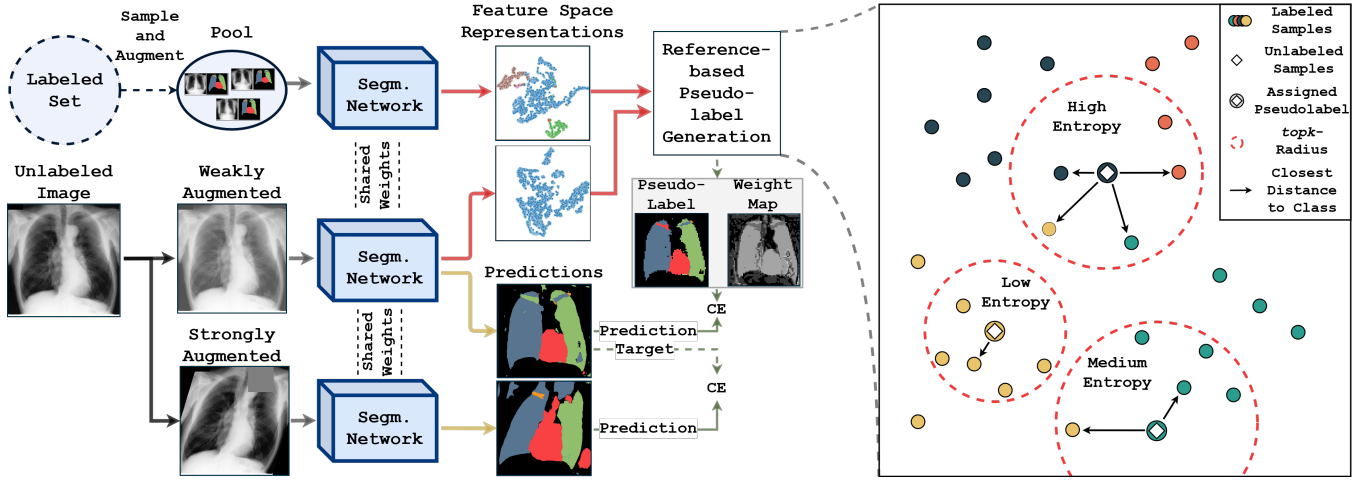 Sample
and
Augment
Labeled
Set
Pool
Segm.
Network
Feature Space
Representations
Reference-
based
Pseudo-
label
Generation
Shared
Weights
Unlabeled
Image
Weakly
Augmented
Segm.
Network
Pseudo-
Label
Weight
Map
Predictions
CE
Prediction
Target
CE
Shared
Weights
Strongly
Augmented
Segm.
Network
Prediction
High
Entropy
Low
Entropy
Medium
Entropy
Labeled
Samples
Unlabeled
Samples
Assigned
Pseudolabel
topk-
Radius
Closest
Distance
to Class